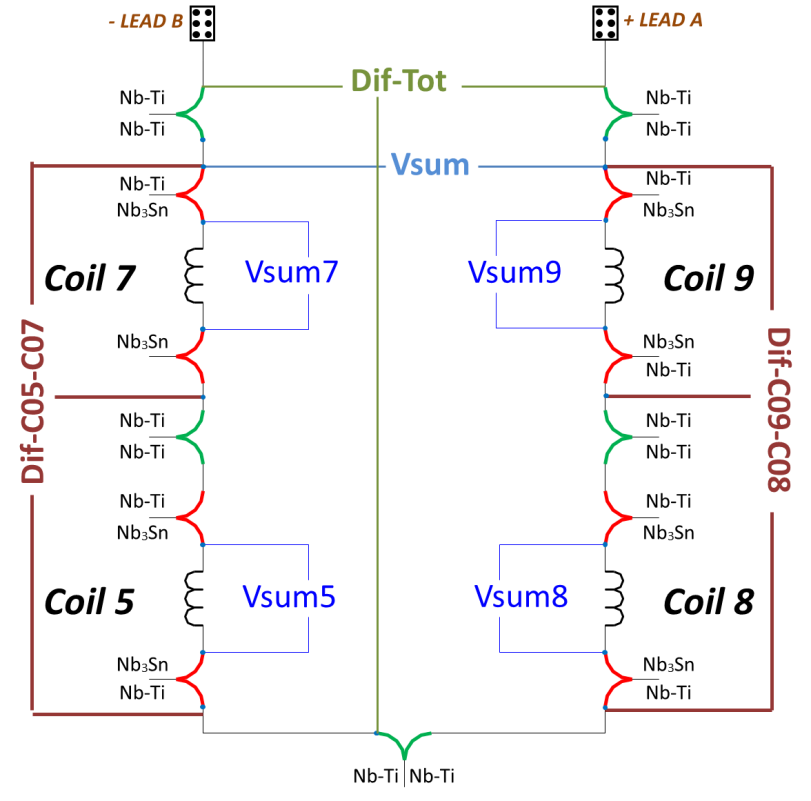 - LEAD B
+ LEAD A
Dif-Tot
Nb-Ti
Nb-Ti
Nb-Ti
Nb-Ti
Vsum
Nb-Ti
Nb₃Sn
Nb-Ti
Nb₃Sn
Coil 7
Vsum7
Vsum9
Coil 9
Nb₃Sn
Nb-Ti
Nb₃Sn
Nb-Ti
Dif-C05-C07
Dif-C09-C08
Nb-Ti
Nb-Ti
Nb-Ti
Nb-Ti
Nb-Ti
Nb₃Sn
Nb-Ti
Nb₃Sn
Coil 5
Vsum5
Vsum8
Coil 8
Nb₃Sn
Nb-Ti
Nb₃Sn
Nb-Ti
Nb-Ti
Nb-Ti